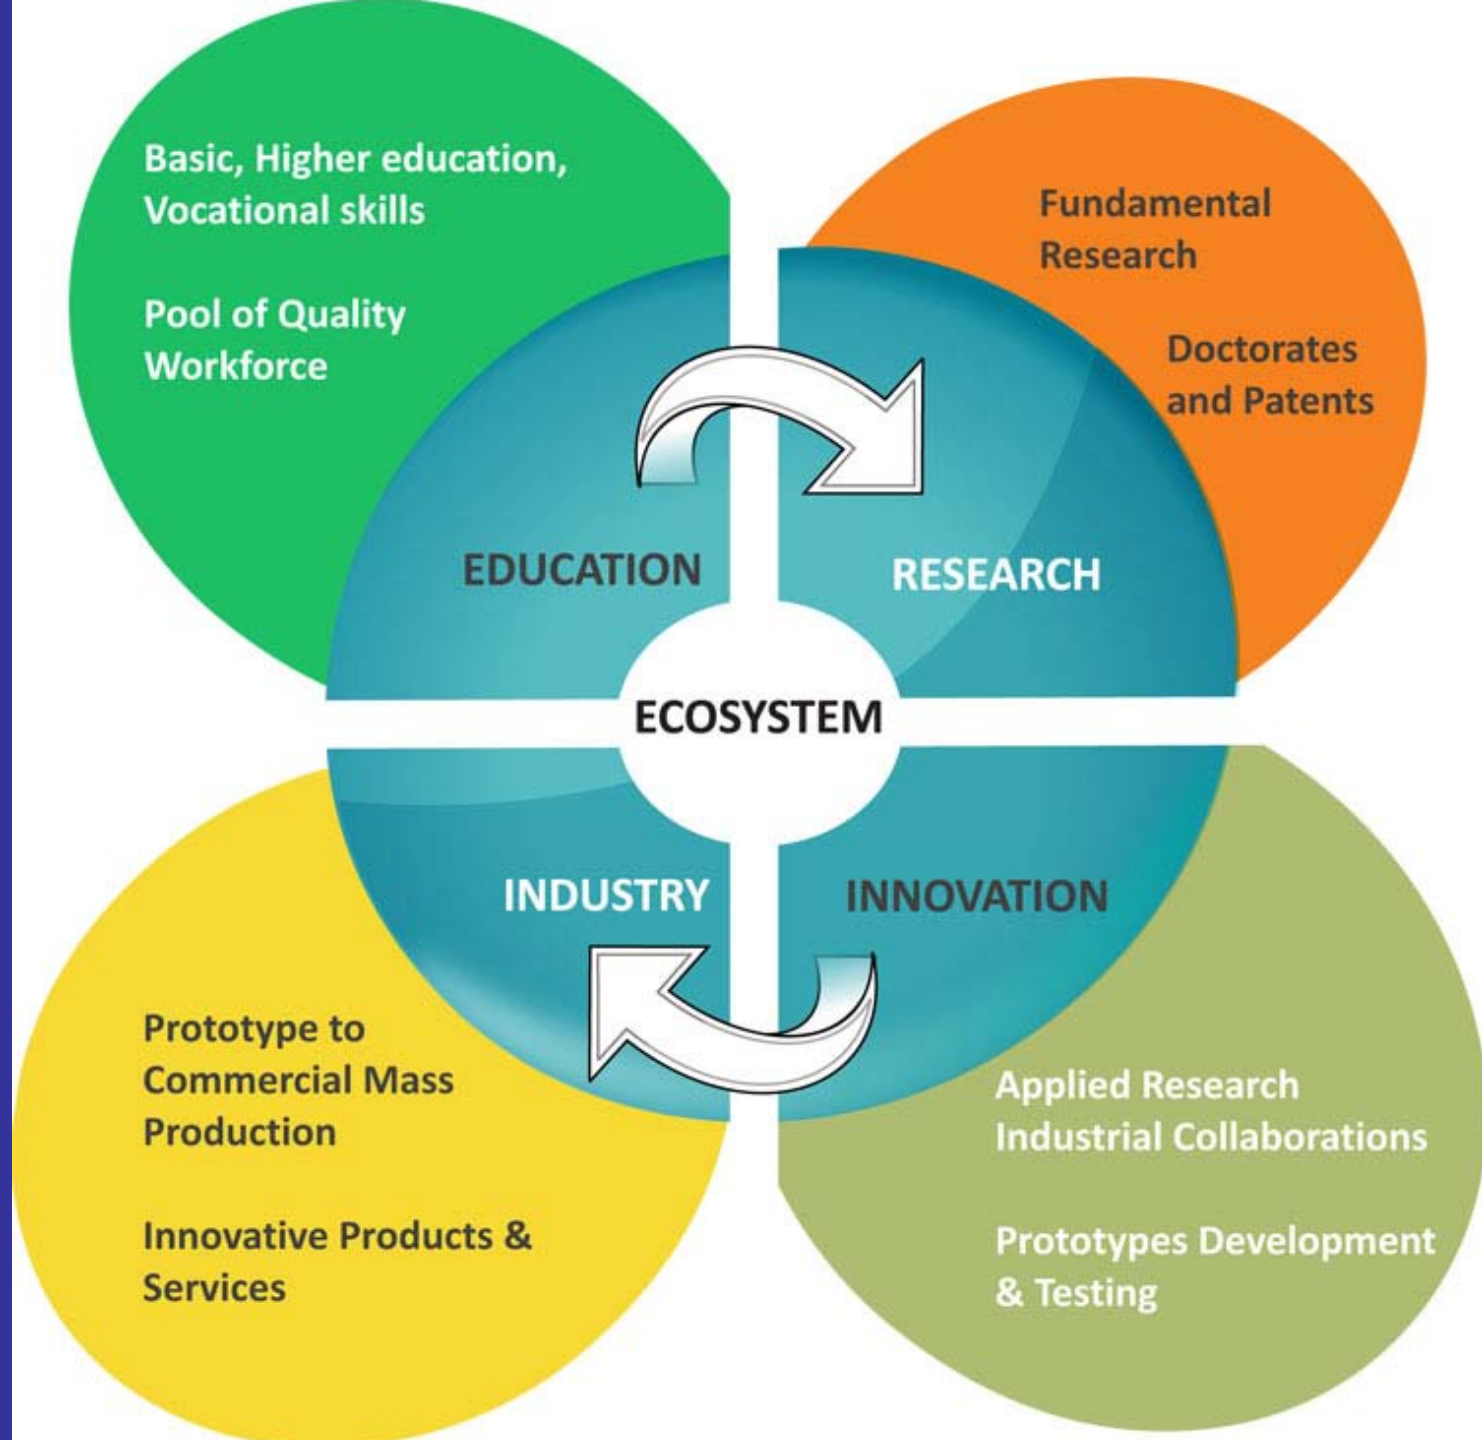 Basic, Higher education,
Vocational skills
Pool of Quality
Workforce
Fundamental
Research
Doctorates
and Patents
EDUCATION
RESEARCH
ECOSYSTEM
INDUSTRY
INNOVATION
Prototype to
Commercial Mass
Production
Innovative Products &
Services
Applied Research
Industrial Collaborations
Prototypes Development
& Testing